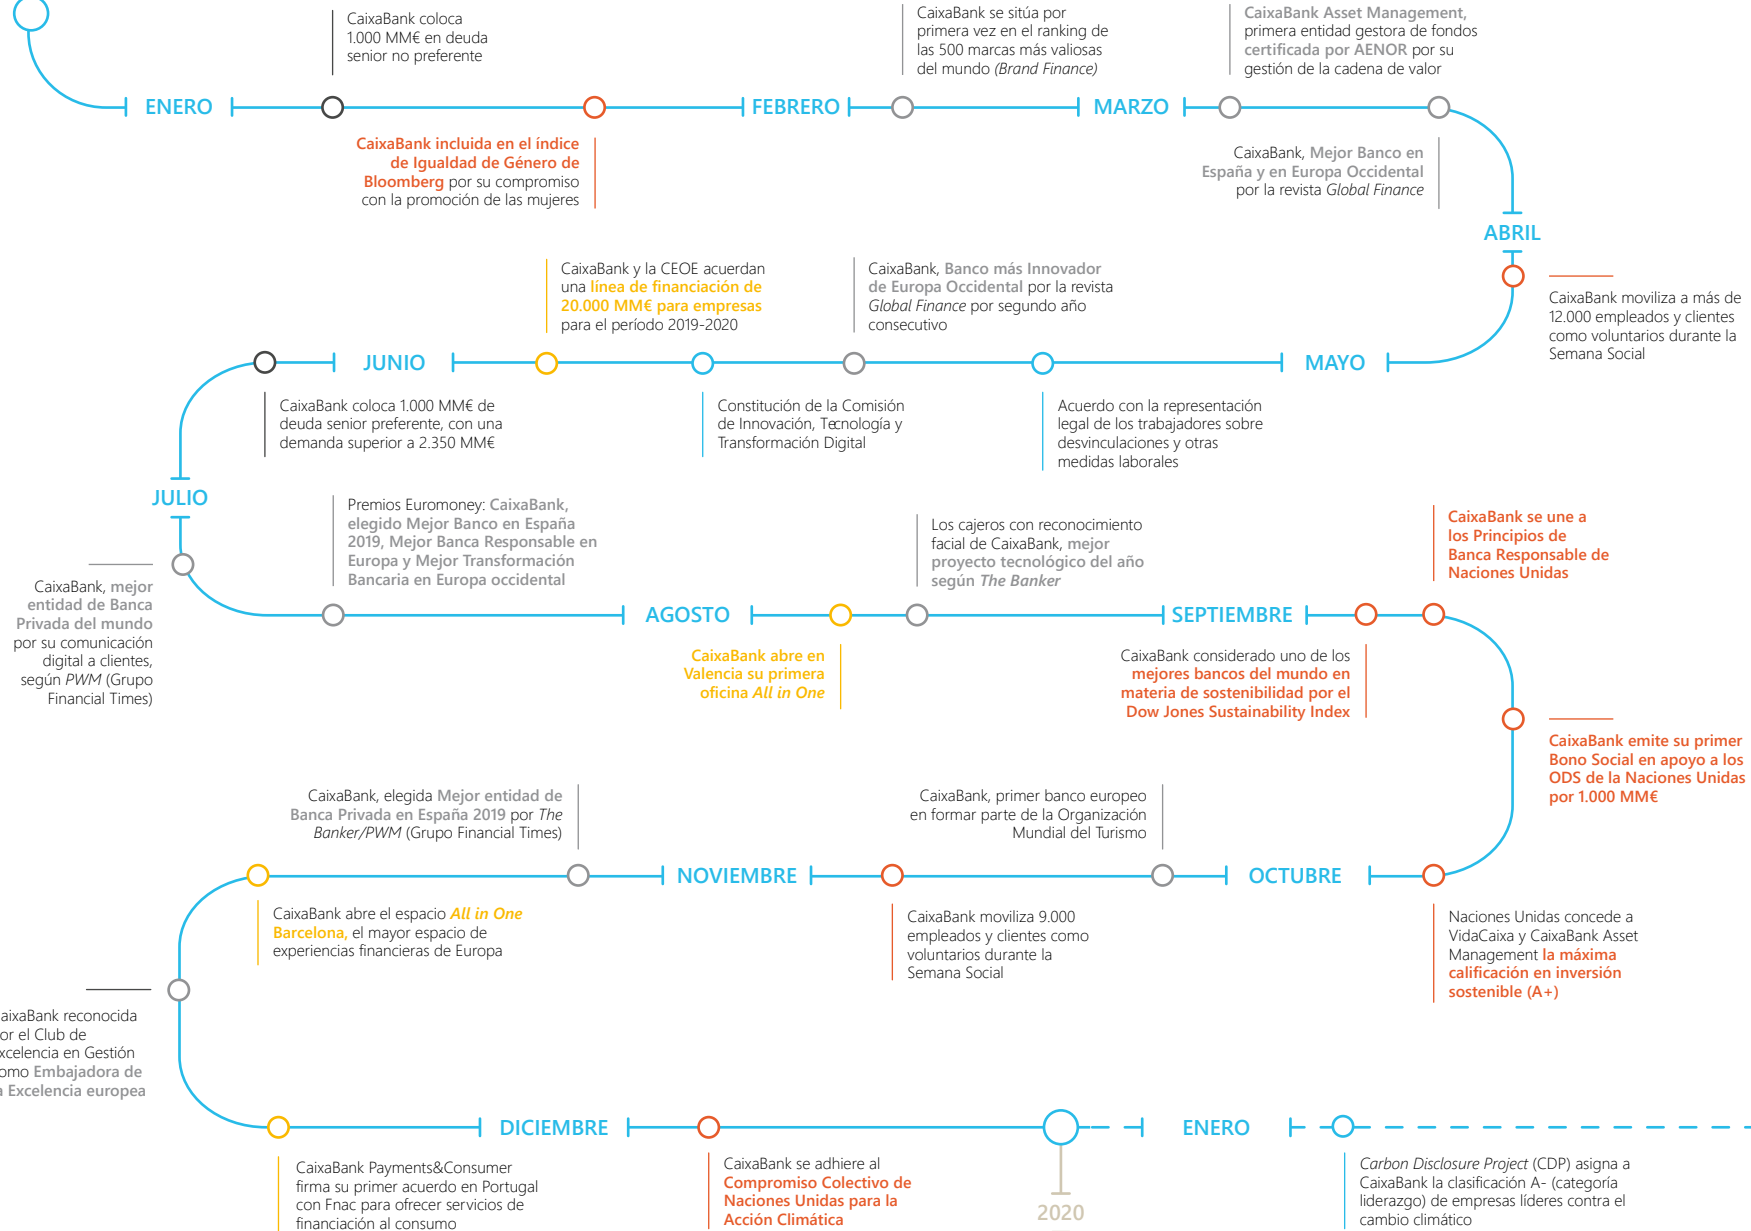 CaixaBank coloca
1.000 MM€ en deuda
senior no preferente
CaixaBank se sitúa por
primera vez en el ranking de
las 500 marcas más valiosas
del mundo (Brand Finance)
CaixaBank Asset Management,
primera entidad gestora de fondos
certificada por AENOR por su
gestión de la cadena de valor
ENERO
FEBRERO
MARZO
CaixaBank incluida en el índice
de Igualdad de Género de
Bloomberg por su compromiso
con la promoción de las mujeres
CaixaBank, Mejor Banco en
España y en Europa Occidental
por la revista Global Finance
ABRIL
CaixaBank moviliza a más de
12.000 empleados y clientes
como voluntarios durante la
Semana Social
CaixaBank y la CEOE acuerdan
una línea de financiación de
20.000 MM€ para empresas
para el período 2019-2020
CaixaBank, Banco más Innovador
de Europa Occidental por la revista
Global Finance por segundo año
consecutivo
JUNIO
MAYO
CaixaBank coloca 1.000 MM€ de
deuda senior preferente, con una
demanda superior a 2.350 MM€
Constitución de la Comisión
de Innovación, Tecnología y
Transformación Digital
Acuerdo con la representación
legal de los trabajadores sobre
desvinculaciones y otras
medidas laborales
JULIO
CaixaBank, mejor
entidad de Banca
Privada del mundo
por su comunicación
digital a clientes,
según PWM (Grupo
Financial Times)
Premios Euromoney: CaixaBank,
elegido Mejor Banco en España
2019, Mejor Banca Responsable en
Europa y Mejor Transformación
Bancaria en Europa occidental
Los cajeros con reconocimiento
facial de CaixaBank, mejor
proyecto tecnológico del año
según The Banker
CaixaBank se une a
los Principios de
Banca Responsable de
Naciones Unidas
AGOSTO
SEPTIEMBRE
CaixaBank abre en
Valencia su primera
oficina All in One
CaixaBank considerado uno de los
mejores bancos del mundo en
materia de sostenibilidad por el
Dow Jones Sustainability Index
CaixaBank emite su primer
Bono Social en apoyo a los
ODS de la Naciones Unidas
por 1.000 MM€
CaixaBank, elegida Mejor entidad de
Banca Privada en España 2019 por The
Banker/PWM (Grupo Financial Times)
CaixaBank, primer banco europeo
en formar parte de la Organización
Mundial del Turismo
NOVIEMBRE
OCTUBRE
CaixaBank abre el espacio All in One
Barcelona, el mayor espacio de
experiencias financieras de Europa
CaixaBank moviliza 9.000
empleados y clientes como
voluntarios durante la
Semana Social
Naciones Unidas concede a
VidaCaixa y CaixaBank Asset
Management la máxima
calificación en inversión
sostenible (A+)
aixaBank reconocida
or el Club de
xcelencia en Gestión
omo Embajadora de
a Excelencia europea
DICIEMBRE
ENERO
CaixaBank Payments&Consumer
firma su primer acuerdo en Portugal
con Fnac para ofrecer servicios de
financiación al consumo
CaixaBank se adhiere al
Compromiso Colectivo de
Naciones Unidas para la
Acción Climática
2020
Carbon Disclosure Project (CDP) asigna a
CaixaBank la clasificación A- (categoría
liderazgo) de empresas líderes contra el
cambio climático